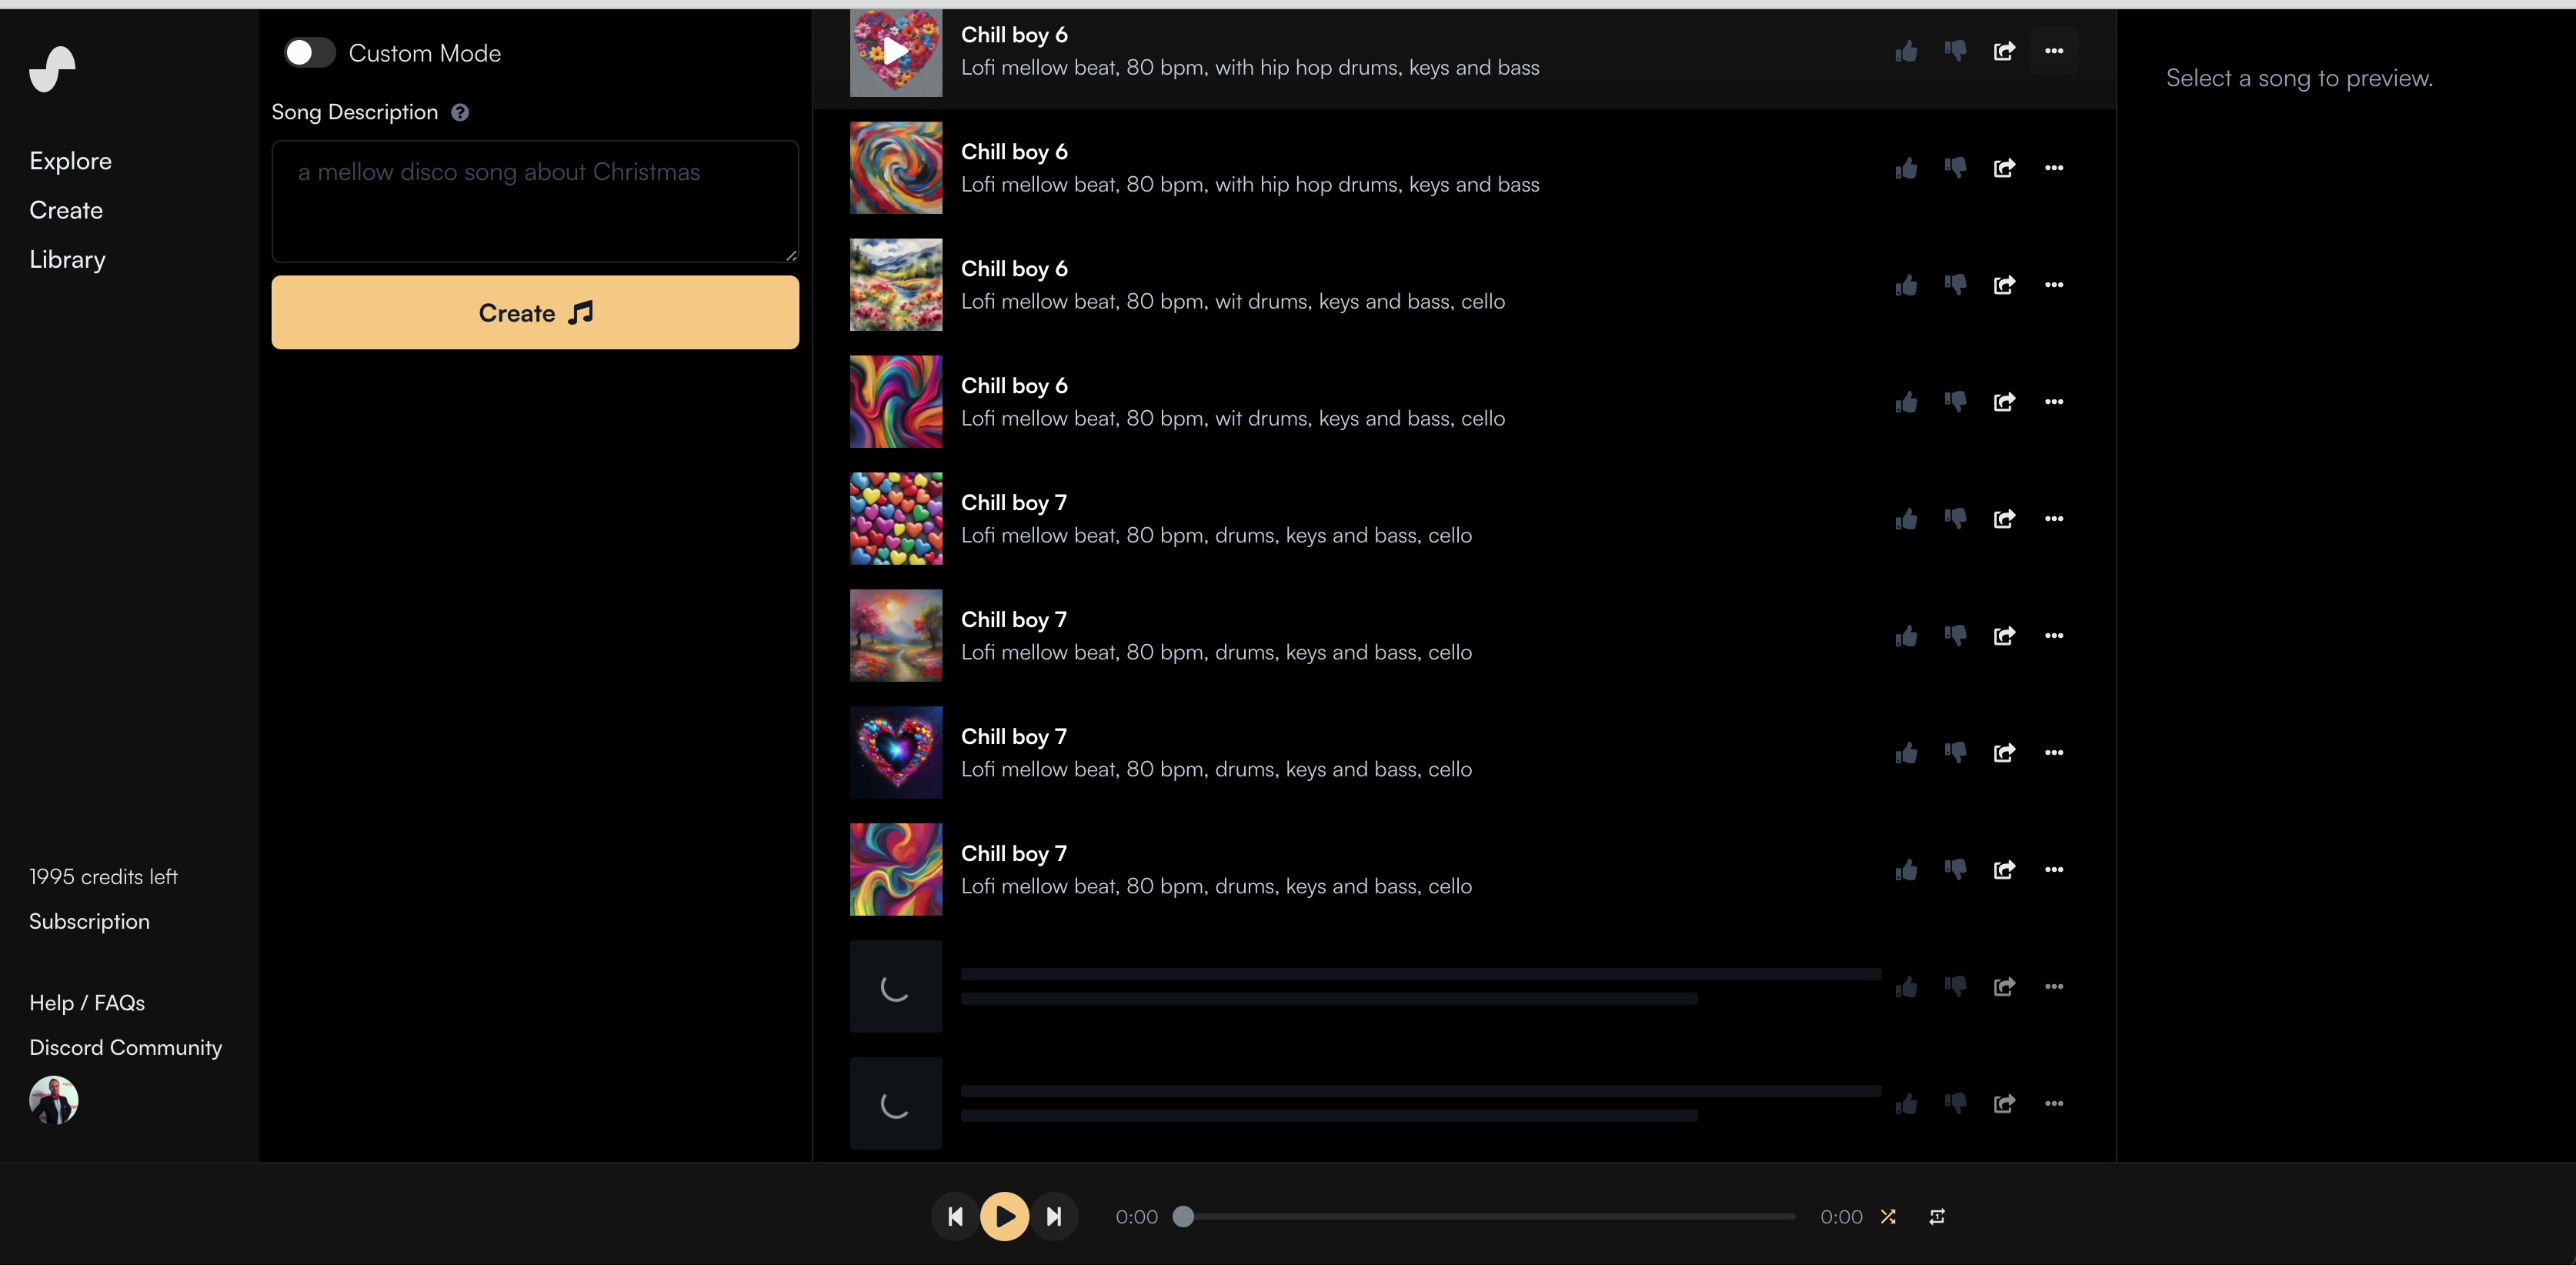 Explore
Create
Library
1995 credits left
Subscription
Help / FAQs
Discord Community
Custom Mode
Song Description ?
a mellow disco song about Christmas
Create
Chill boy 6
Lofi mellow beat, 80 bpm, with hip hop drums, keys and bass
Chill boy 6
Lofi mellow beat, 80 bpm, with hip hop drums, keys and bass
Chill boy 6
Lofi mellow beat, 80 bpm, wit drums, keys and bass, cello
Chill boy 6
Lofi mellow beat, 80 bpm, wit drums, keys and bass, cello
Chill boy 7
Lofi mellow beat, 80 bpm, drums, keys and bass, cello
Chill boy 7
Lofi mellow beat, 80 bpm, drums, keys and bass, cello
Chill boy 7
Lofi mellow beat, 80 bpm, drums, keys and bass, cello
Chill boy 7
Lofi mellow beat, 80 bpm, drums, keys and bass, cello
Select a song to preview.
0:00 0:00